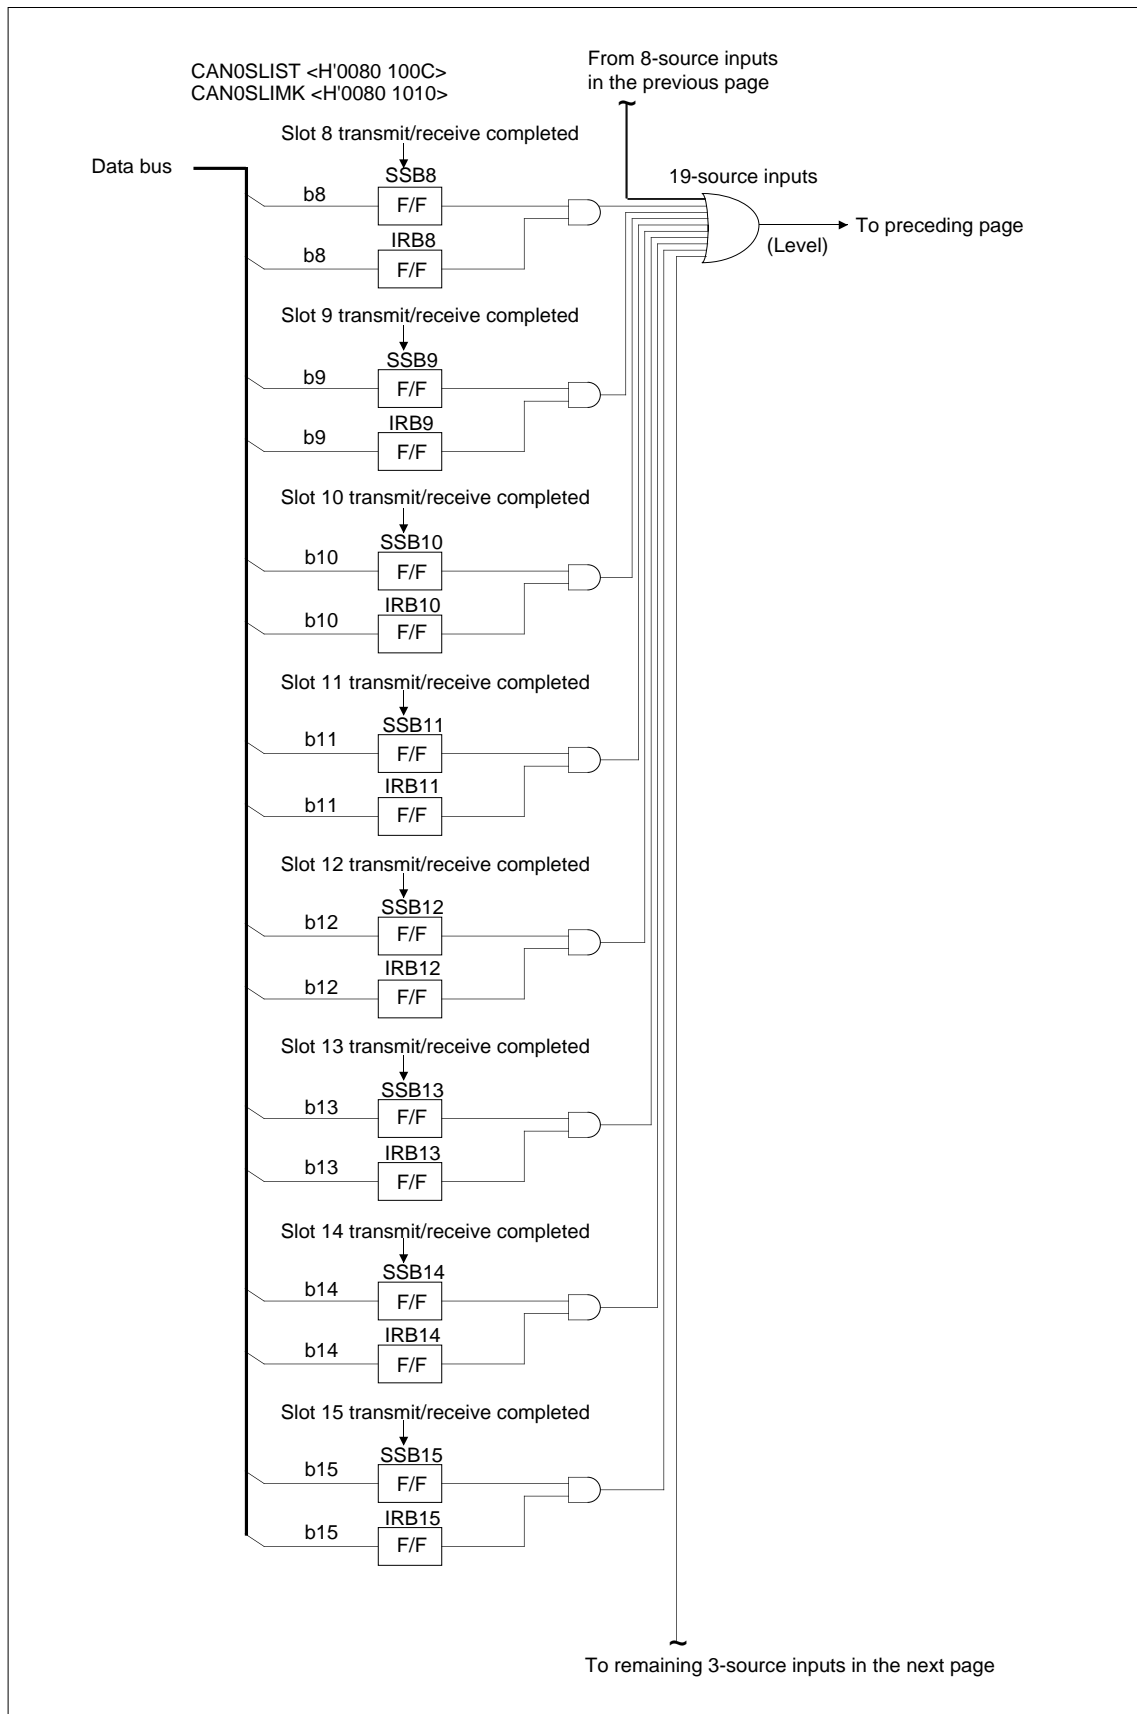 CAN0SLIST <H'0080 100C>
CAN0SLIMK <H'0080 1010>
From 8-source inputs
in the previous page
Slot 8 transmit/receive completed
Data bus
SSB8
19-source inputs
b8
F/F
To preceding page
IRB8
(Level)
b8
F/F
Slot 9 transmit/receive completed
SSB9
b9
F/F
IRB9
b9
F/F
Slot 10 transmit/receive completed
SSB10
b10
F/F
IRB10
b10
F/F
Slot 11 transmit/receive completed
SSB11
b11
F/F
IRB11
b11
F/F
Slot 12 transmit/receive completed
SSB12
b12
F/F
IRB12
b12
F/F
Slot 13 transmit/receive completed
SSB13
b13
F/F
IRB13
b13
F/F
Slot 14 transmit/receive completed
SSB14
b14
F/F
IRB14
b14
F/F
Slot 15 transmit/receive completed
SSB15
b15
F/F
IRB15
b15
F/F
To remaining 3-source inputs in the next page